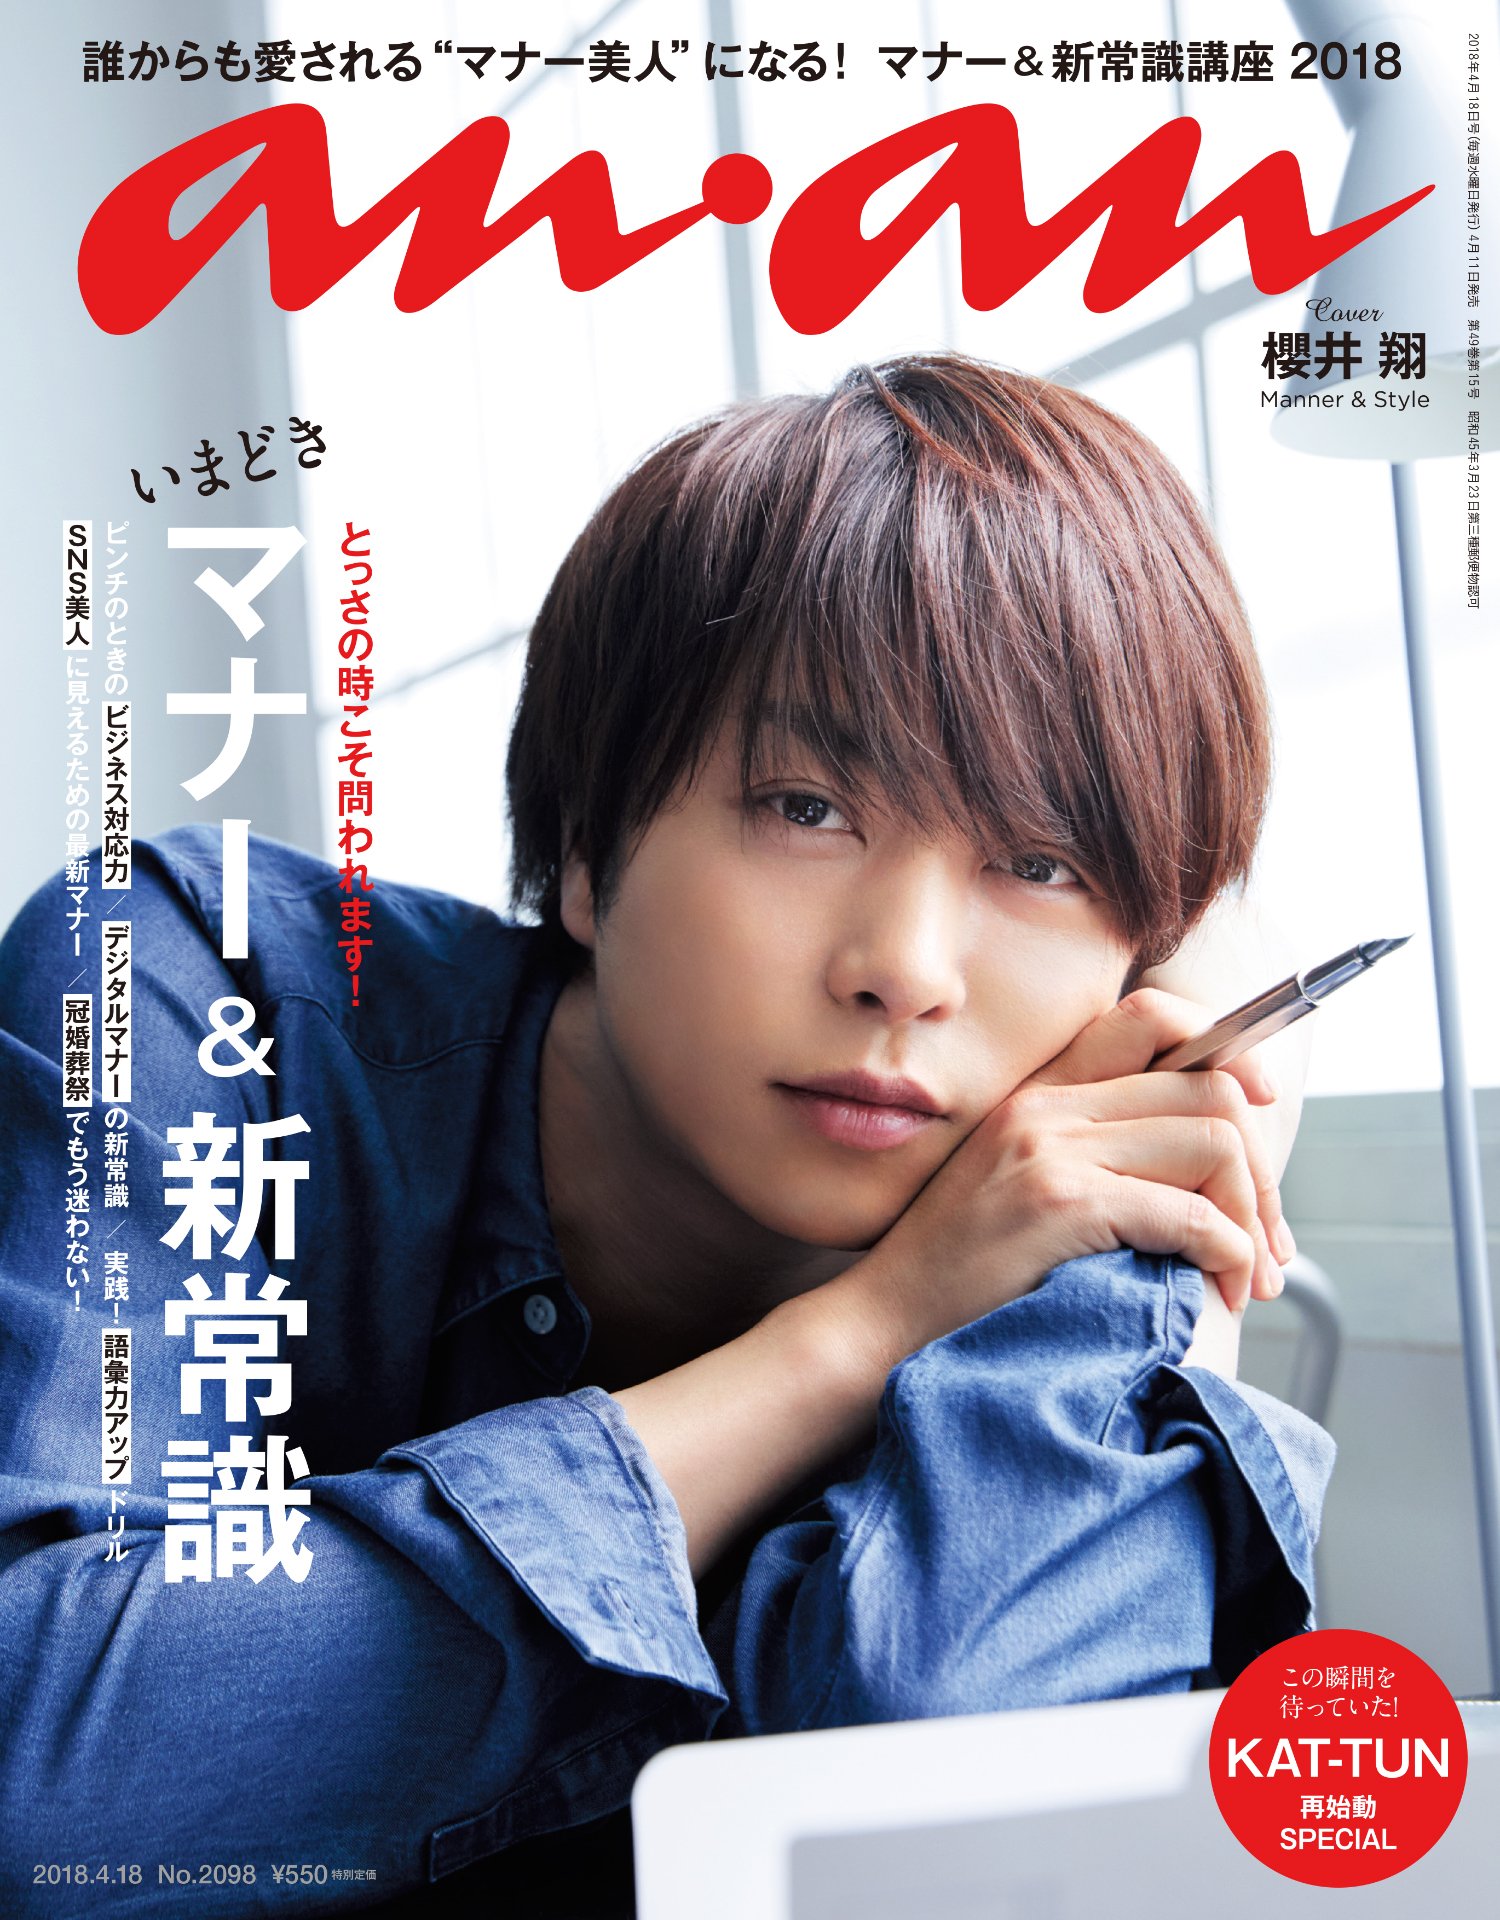 誰からも愛される“マナー美人”になる! マナー&新常識講座 2018
an・an
2018年4月18日号(毎週水曜日発行) 4月11日発売 第49巻第15号 昭和45年3月23日第三種郵便物認可
Cover
櫻井 翔
Manner & Style
とっさの時こそ問われます!
いまどき
マナー&新常識
ピンチのときのビジネス対応力/デジタルマナーの新常識/実践!語彙力アップドリル
SNS美人に見えるための最新マナー/冠婚葬祭でもう迷わない!
この瞬間を
待っていた!
KAT-TUN
再始動
SPECIAL
2018.4.18 No.2098 ¥550 特別定価